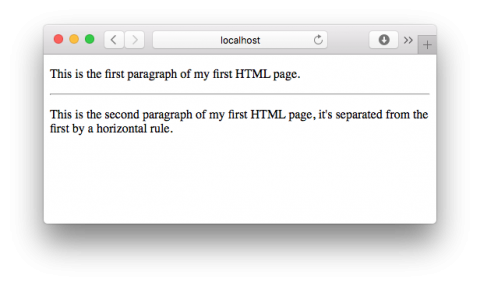 localhost
This is the first paragraph of my first HTML page.
This is the second paragraph of my first HTML page, it's separated from the
first by a horizontal rule.